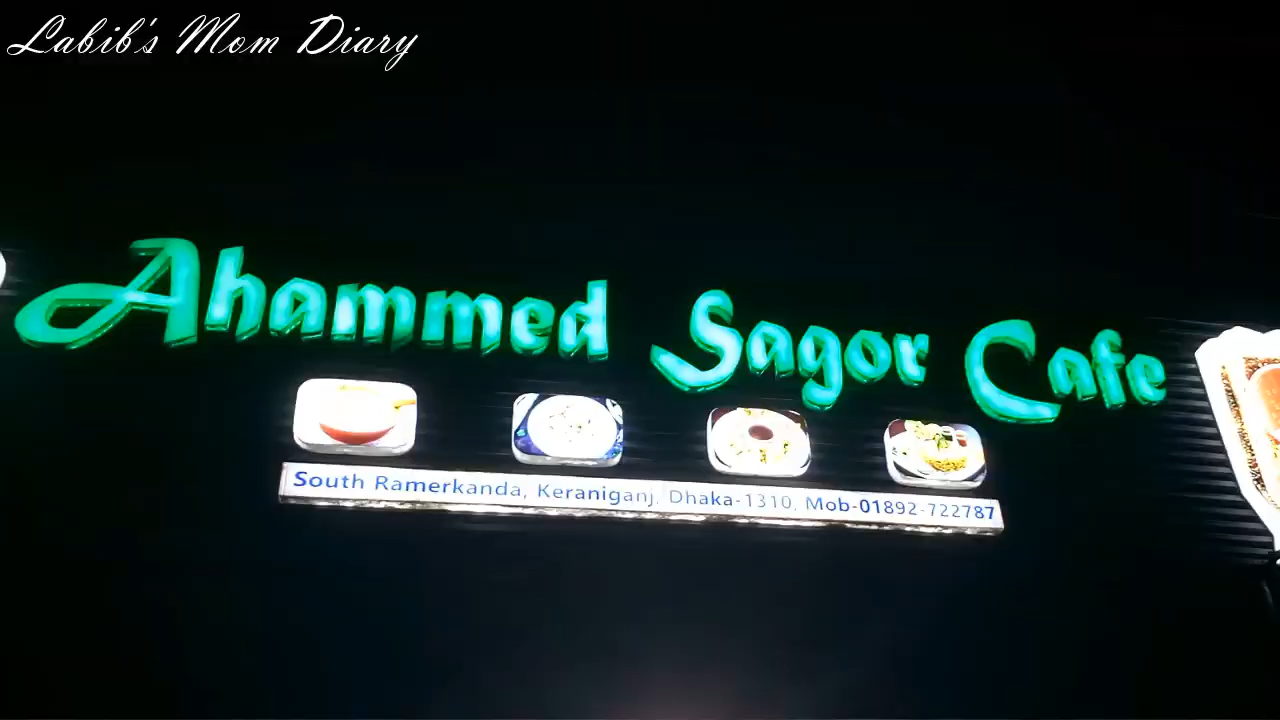 Labib's Mom Diary
Ahammed Sagor Cafe
South Ramerkanda, Keraniganj, Dhaka-1310, Mob-01892-722787